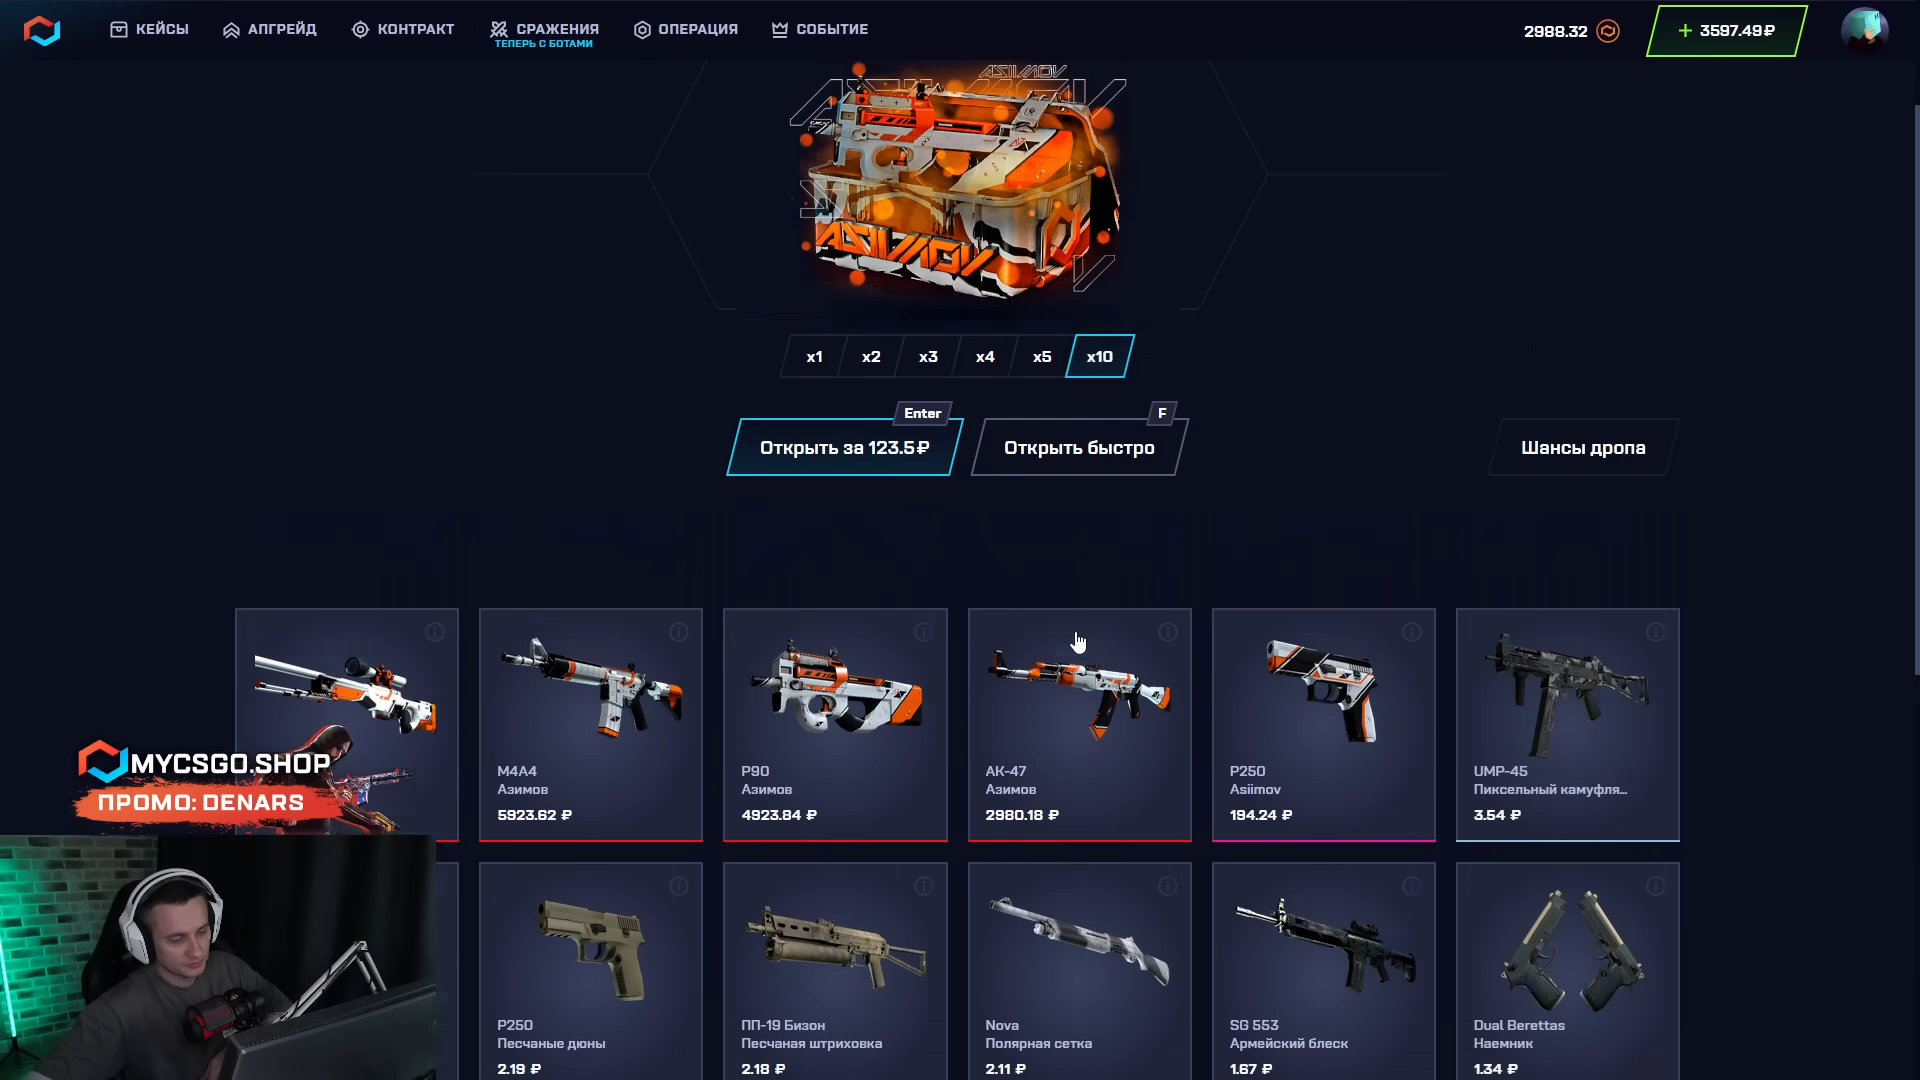 КЕЙСЫ
АПГРЕЙД
КОНТРАКТ
СРАЖЕНИЯ
ТЕПЕРЬ С БОТАМИ
ОПЕРАЦИЯ
СОБЫТИЕ
2988.32
+ 3597.49₽
ASIIMOV
ASIIMOV
x1
x2
x3
x4
x5
x10
Enter
Открыть за 123.5₽
F
Открыть быстро
Шансы дропа
M4A4
Азимов
5923.62 ₽
P90
Азимов
4923.84 ₽
AK-47
Азимов
2980.18 ₽
P250
Asiimov
194.24 ₽
UMP-45
Пиксельный камуфля...
3.54 ₽
MYCSGO.SHOP
ПРОМО: DENARS
P250
Песчаные дюны
2.19 ₽
ПП-19 Бизон
Песчаная штриховка
2.18 ₽
Nova
Полярная сетка
2.11 ₽
SG 553
Армейский блеск
1.67 ₽
Dual Berettas
Наемник
1.34 ₽